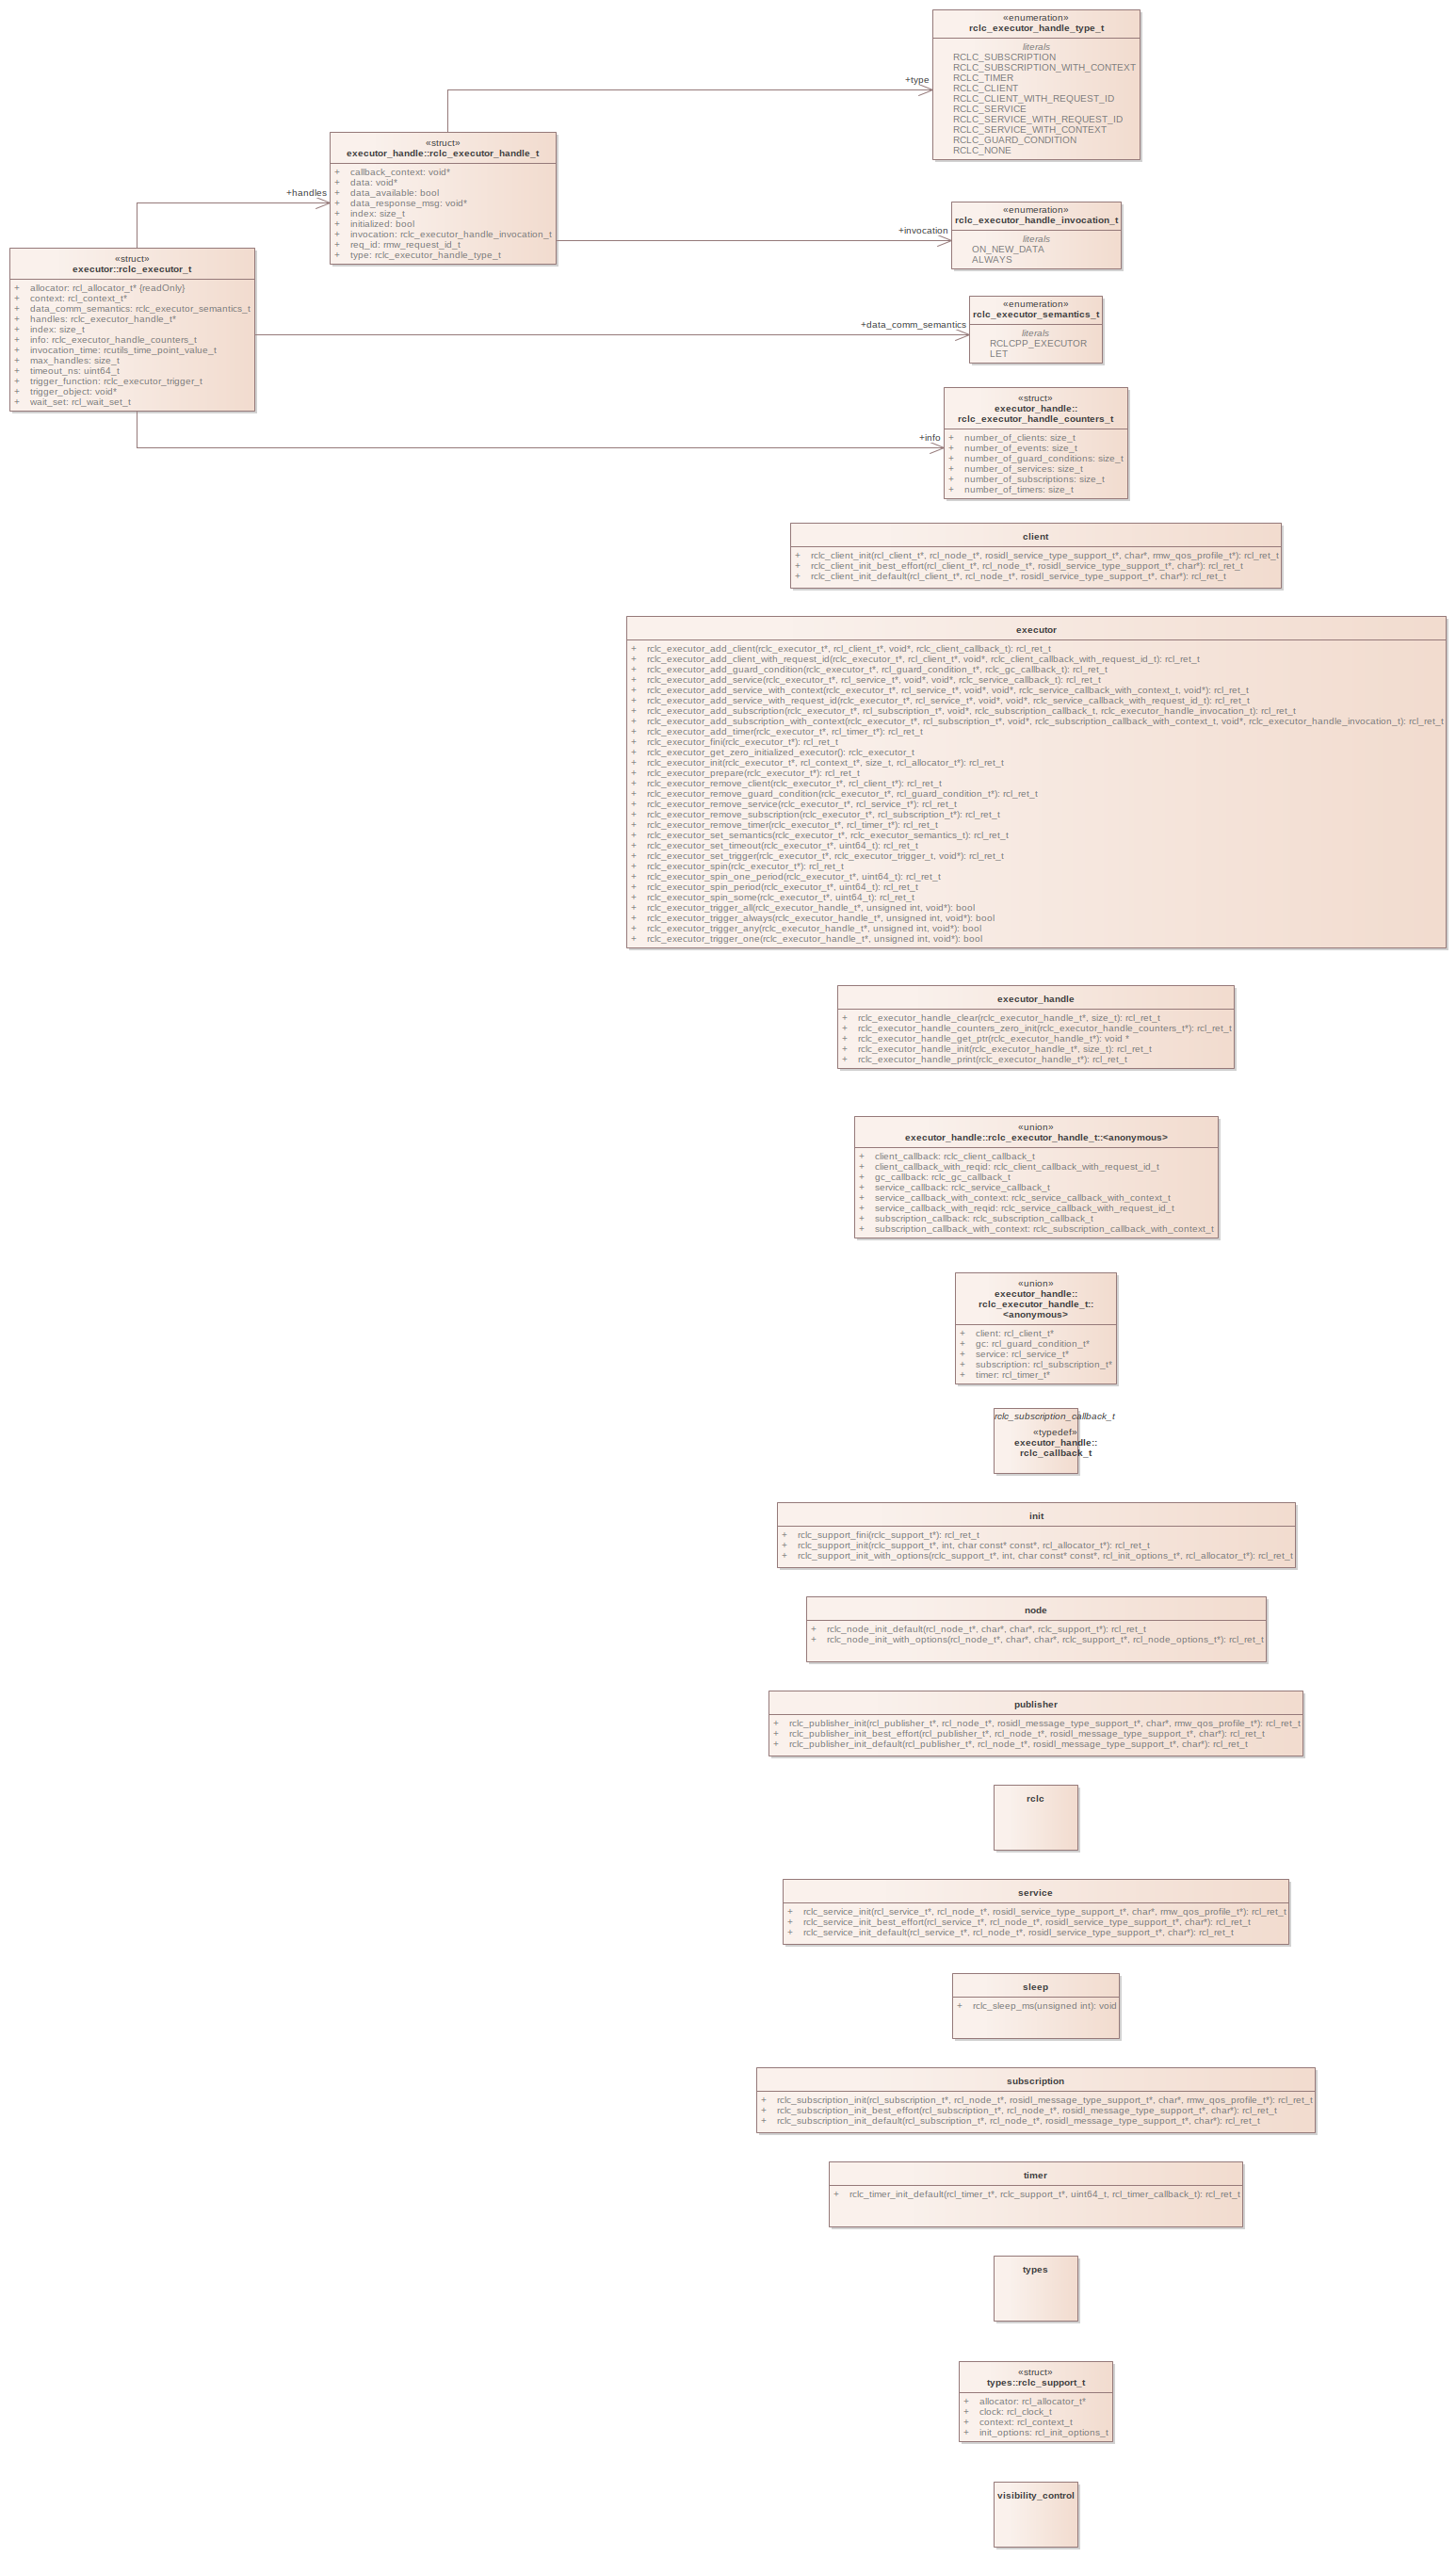 «enumeration»
rclc_executor_handle_type_t
literals
RCLC_SUBSCRIPTION
RCLC_SUBSCRIPTION_WITH_CONTEXT
RCLC_TIMER
RCLC_CLIENT
RCLC_CLIENT_WITH_REQUEST_ID
RCLC_SERVICE
RCLC_SERVICE_WITH_REQUEST_ID
RCLC_SERVICE_WITH_CONTEXT
RCLC_GUARD_CONDITION
RCLC_NONE
+type
«struct»
executor_handle::rclc_executor_handle_t
+ callback_context: void*
+ data: void*
+ data_available: bool
+ data_response_msg: void*
+ index: size_t
+ initialized: bool
+ invocation: rclc_executor_handle_invocation_t
+ req_id: rmw_request_id_t
+ type: rclc_executor_handle_type_t
+handles
+invocation
«enumeration»
rclc_executor_handle_invocation_t
literals
ON_NEW_DATA
ALWAYS
«struct»
executor::rclc_executor_t
+ allocator: rcl_allocator_t* {readOnly}
+ context: rcl_context_t*
+ data_comm_semantics: rclc_executor_semantics_t
+ handles: rclc_executor_handle_t*
+ index: size_t
+ info: rclc_executor_handle_counters_t
+ invocation_time: rcutils_time_point_value_t
+ max_handles: size_t
+ timeout_ns: uint64_t
+ trigger_function: rclc_executor_trigger_t
+ trigger_object: void*
+ wait_set: rcl_wait_set_t
+data_comm_semantics
«enumeration»
rclc_executor_semantics_t
literals
RCLCPP_EXECUTOR
LET
+info
«struct»
executor_handle::
rclc_executor_handle_counters_t
+ number_of_clients: size_t
+ number_of_events: size_t
+ number_of_guard_conditions: size_t
+ number_of_services: size_t
+ number_of_subscriptions: size_t
+ number_of_timers: size_t
client
+ rclc_client_init(rcl_client_t*, rcl_node_t*, rosidl_service_type_support_t*, char*, rmw_qos_profile_t*): rcl_ret_t
+ rclc_client_init_best_effort(rcl_client_t*, rcl_node_t*, rosidl_service_type_support_t*, char*): rcl_ret_t
+ rclc_client_init_default(rcl_client_t*, rcl_node_t*, rosidl_service_type_support_t*, char*): rcl_ret_t
executor
+ rclc_executor_add_client(rclc_executor_t*, rcl_client_t*, void*, rclc_client_callback_t): rcl_ret_t
+ rclc_executor_add_client_with_request_id(rclc_executor_t*, rcl_client_t*, void*, rclc_client_callback_with_request_id_t): rcl_ret_t
+ rclc_executor_add_guard_condition(rclc_executor_t*, rcl_guard_condition_t*, rclc_gc_callback_t): rcl_ret_t
+ rclc_executor_add_service(rclc_executor_t*, rcl_service_t*, void*, void*, rclc_service_callback_t): rcl_ret_t
+ rclc_executor_add_service_with_context(rclc_executor_t*, rcl_service_t*, void*, void*, rclc_service_callback_with_context_t, void*): rcl_ret_t
+ rclc_executor_add_service_with_request_id(rclc_executor_t*, rcl_service_t*, void*, void*, rclc_service_callback_with_request_id_t): rcl_ret_t
+ rclc_executor_add_subscription(rclc_executor_t*, rcl_subscription_t*, void*, rclc_subscription_callback_t, rclc_executor_handle_invocation_t): rcl_ret_t
+ rclc_executor_add_subscription_with_context(rclc_executor_t*, rcl_subscription_t*, void*, rclc_subscription_callback_with_context_t, void*, rclc_executor_handle_invocation_t): rcl_ret_t
+ rclc_executor_add_timer(rclc_executor_t*, rcl_timer_t*): rcl_ret_t
+ rclc_executor_fini(rclc_executor_t*): rcl_ret_t
+ rclc_executor_get_zero_initialized_executor(): rclc_executor_t
+ rclc_executor_init(rclc_executor_t*, rcl_context_t*, size_t, rcl_allocator_t*): rcl_ret_t
+ rclc_executor_prepare(rclc_executor_t*): rcl_ret_t
+ rclc_executor_remove_client(rclc_executor_t*, rcl_client_t*): rcl_ret_t
+ rclc_executor_remove_guard_condition(rclc_executor_t*, rcl_guard_condition_t*): rcl_ret_t
+ rclc_executor_remove_service(rclc_executor_t*, rcl_service_t*): rcl_ret_t
+ rclc_executor_remove_subscription(rclc_executor_t*, rcl_subscription_t*): rcl_ret_t
+ rclc_executor_remove_timer(rclc_executor_t*, rcl_timer_t*): rcl_ret_t
+ rclc_executor_set_semantics(rclc_executor_t*, rclc_executor_semantics_t): rcl_ret_t
+ rclc_executor_set_timeout(rclc_executor_t*, uint64_t): rcl_ret_t
+ rclc_executor_set_trigger(rclc_executor_t*, rclc_executor_trigger_t, void*): rcl_ret_t
+ rclc_executor_spin(rclc_executor_t*): rcl_ret_t
+ rclc_executor_spin_one_period(rclc_executor_t*, uint64_t): rcl_ret_t
+ rclc_executor_spin_period(rclc_executor_t*, uint64_t): rcl_ret_t
+ rclc_executor_spin_some(rclc_executor_t*, uint64_t): rcl_ret_t
+ rclc_executor_trigger_all(rclc_executor_handle_t*, unsigned int, void*): bool
+ rclc_executor_trigger_always(rclc_executor_handle_t*, unsigned int, void*): bool
+ rclc_executor_trigger_any(rclc_executor_handle_t*, unsigned int, void*): bool
+ rclc_executor_trigger_one(rclc_executor_handle_t*, unsigned int, void*): bool
executor_handle
+ rclc_executor_handle_clear(rclc_executor_handle_t*, size_t): rcl_ret_t
+ rclc_executor_handle_counters_zero_init(rclc_executor_handle_counters_t*): rcl_ret_t
+ rclc_executor_handle_get_ptr(rclc_executor_handle_t*): void *
+ rclc_executor_handle_init(rclc_executor_handle_t*, size_t): rcl_ret_t
+ rclc_executor_handle_print(rclc_executor_handle_t*): rcl_ret_t
«union»
executor_handle::rclc_executor_handle_t::<anonymous>
+ client_callback: rclc_client_callback_t
+ client_callback_with_reqid: rclc_client_callback_with_request_id_t
+ gc_callback: rclc_gc_callback_t
+ service_callback: rclc_service_callback_t
+ service_callback_with_context: rclc_service_callback_with_context_t
+ service_callback_with_reqid: rclc_service_callback_with_request_id_t
+ subscription_callback: rclc_subscription_callback_t
+ subscription_callback_with_context: rclc_subscription_callback_with_context_t
«union»
executor_handle::
rclc_executor_handle_t::
<anonymous>
+ client: rcl_client_t*
+ gc: rcl_guard_condition_t*
+ service: rcl_service_t*
+ subscription: rcl_subscription_t*
+ timer: rcl_timer_t*
rclc_subscription_callback_t
«typedef»
executor_handle::
rclc_callback_t
init
+ rclc_support_fini(rclc_support_t*): rcl_ret_t
+ rclc_support_init(rclc_support_t*, int, char const* const*, rcl_allocator_t*): rcl_ret_t
+ rclc_support_init_with_options(rclc_support_t*, int, char const* const*, rcl_init_options_t*, rcl_allocator_t*): rcl_ret_t
node
+ rclc_node_init_default(rcl_node_t*, char*, char*, rclc_support_t*): rcl_ret_t
+ rclc_node_init_with_options(rcl_node_t*, char*, char*, rclc_support_t*, rcl_node_options_t*): rcl_ret_t
publisher
+ rclc_publisher_init(rcl_publisher_t*, rcl_node_t*, rosidl_message_type_support_t*, char*, rmw_qos_profile_t*): rcl_ret_t
+ rclc_publisher_init_best_effort(rcl_publisher_t*, rcl_node_t*, rosidl_message_type_support_t*, char*): rcl_ret_t
+ rclc_publisher_init_default(rcl_publisher_t*, rcl_node_t*, rosidl_message_type_support_t*, char*): rcl_ret_t
rclc
service
+ rclc_service_init(rcl_service_t*, rcl_node_t*, rosidl_service_type_support_t*, char*, rmw_qos_profile_t*): rcl_ret_t
+ rclc_service_init_best_effort(rcl_service_t*, rcl_node_t*, rosidl_service_type_support_t*, char*): rcl_ret_t
+ rclc_service_init_default(rcl_service_t*, rcl_node_t*, rosidl_service_type_support_t*, char*): rcl_ret_t
sleep
+ rclc_sleep_ms(unsigned int): void
subscription
+ rclc_subscription_init(rcl_subscription_t*, rcl_node_t*, rosidl_message_type_support_t*, char*, rmw_qos_profile_t*): rcl_ret_t
+ rclc_subscription_init_best_effort(rcl_subscription_t*, rcl_node_t*, rosidl_message_type_support_t*, char*): rcl_ret_t
+ rclc_subscription_init_default(rcl_subscription_t*, rcl_node_t*, rosidl_message_type_support_t*, char*): rcl_ret_t
timer
+ rclc_timer_init_default(rcl_timer_t*, rclc_support_t*, uint64_t, rcl_timer_callback_t): rcl_ret_t
types
«struct»
types::rclc_support_t
+ allocator: rcl_allocator_t*
+ clock: rcl_clock_t
+ context: rcl_context_t
+ init_options: rcl_init_options_t
visibility_control